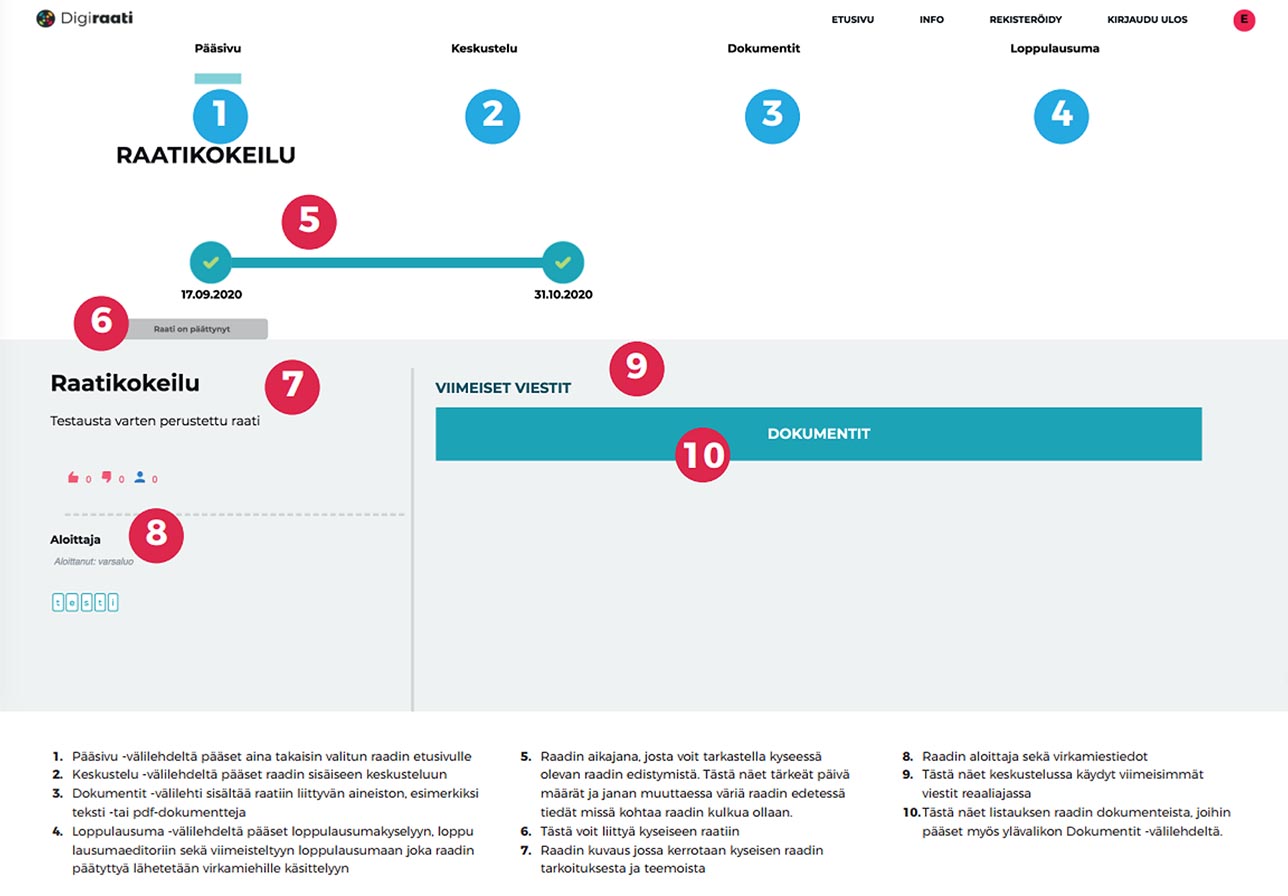 Digiraati
ETUSIVU INFO REKISTERÖIDY KIRJAUDU ULOS E
Pääsivu Keskustelu Dokumentit Loppulausuma
1 2 3 4
RAATIKOKEILU
5
17.09.2020 31.10.2020
6 Raati on päättynyt
Raatikokeilu 7
Testausta varten perustettu raati
0 0 0
Aloittaja 8
Aloittanut: varsaluo
t e s t i
VIIMEISET VIESTIT 9
DOKUMENTIT
10
1. Pääsivu -välilehdeltä pääset aina takaisin valitun raadin etusivulle
2. Keskustelu -välilehdeltä pääset raadin sisäiseen keskusteluun
3. Dokumentit -välilehti sisältää raatiin liittyvän aineiston, esimerkiksi
teksti -tai pdf-dokumentteja
4. Loppulausuma -välilehdeltä pääset loppulausumakyselyyn, loppu
lausumaeditoriin sekä viimeisteltyyn loppulausumaan joka raadin
päätyttyä lähetetään virkamiehille käsittelyyn
5. Raadin aikajana, josta voit tarkastella kyseessä
olevan raadin edistymistä. Tästä näet tärkeät päivä
määrät ja janan muuttaessa väriä raadin edetessä
tiedät missä kohtaa raadin kulkua ollaan.
6. Tästä voit liittyä kyseiseen raatiin
7. Raadin kuvaus jossa kerrotaan kyseisen raadin
tarkoituksesta ja teemoista
8. Raadin aloittaja sekä virkamiestiedot
9. Tästä näet keskustelussa käydyt viimeisimmät
viestit reaaliajassa
10. Tästä näet listauksen raadin dokumenteista, joihin
pääset myös ylävalikon Dokumentit -välilehdeltä.